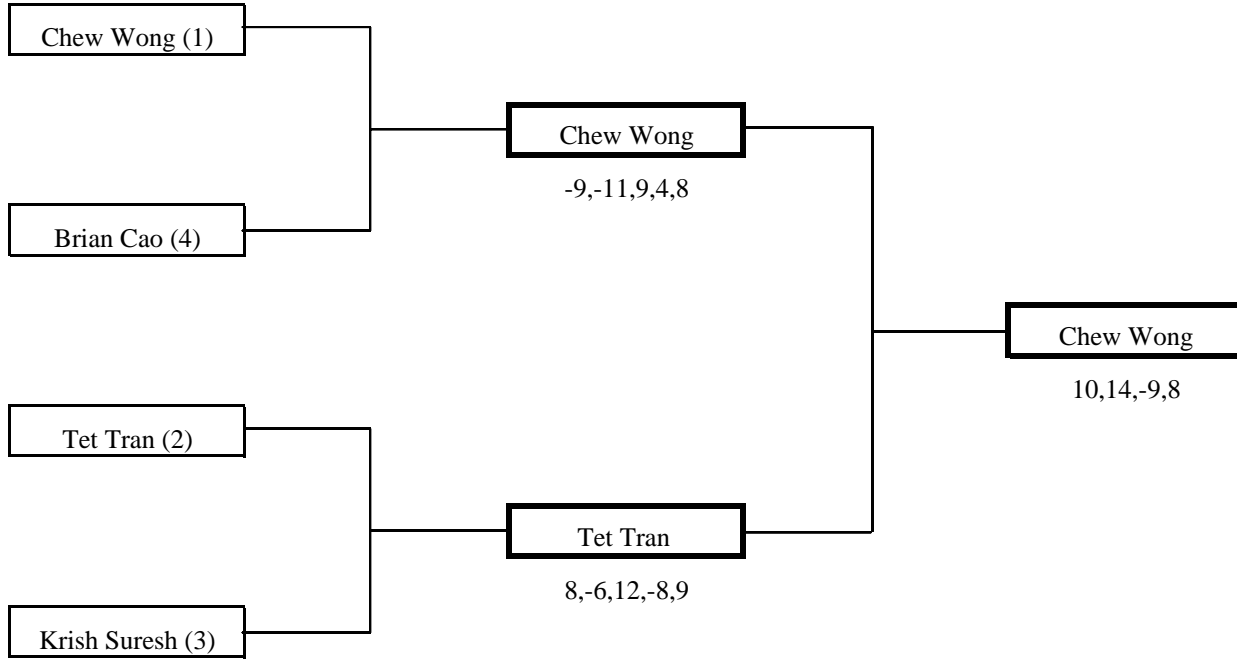 Chew Wong (1)
Chew Wong
-9,-11,9,4,8
Brian Cao (4)
Chew Wong
10,14,-9,8
Tet Tran (2)
Tet Tran
8,-6,12,-8,9
Krish Suresh (3)